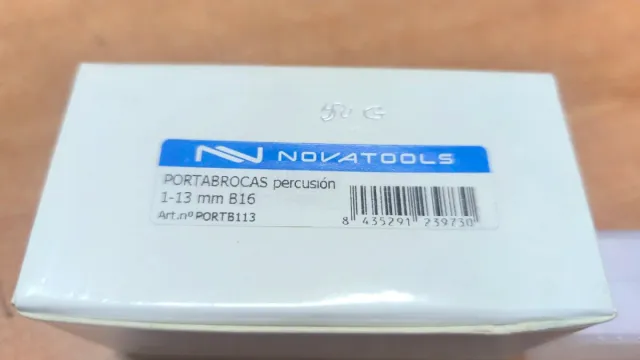 NOVATOOLS
PORTABROCAS percusión
1-13 mm B16
Art.nº PORTB113
8 435291 239730